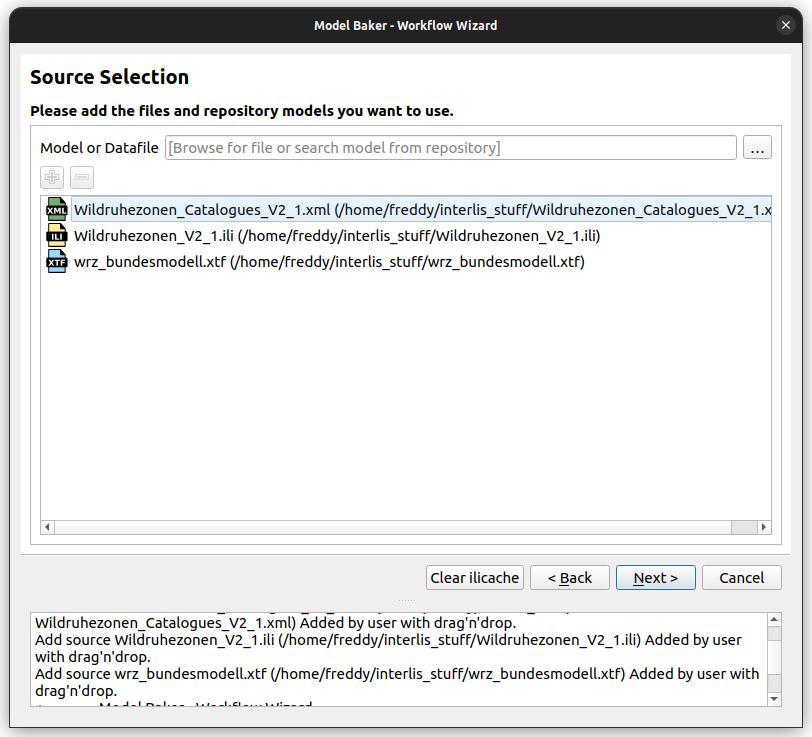 Model Baker - Workflow Wizard
Source Selection
Please add the files and repository models you want to use.
Model or Datafile [Browse for file or search model from repository] ...
XML Wildruhezonen_Catalogues_V2_1.xml (/home/freddy/interlis_stuff/Wildruhezonen_Catalogues_V2_1.x
ILI Wildruhezonen_V2_1.ili (/home/freddy/interlis_stuff/Wildruhezonen_V2_1.ili)
XTF wrz_bundesmodell.xtf (/home/freddy/interlis_stuff/wrz_bundesmodell.xtf)
Clear ilicache < Back Next > Cancel
Wildruhezonen_Catalogues_V2_1.xml) Added by user with drag'n'drop.
Add source Wildruhezonen_V2_1.ili (/home/freddy/interlis_stuff/Wildruhezonen_V2_1.ili) Added by user
with drag'n'drop.
Add source wrz_bundesmodell.xtf (/home/freddy/interlis_stuff/wrz_bundesmodell.xtf) Added by user with
drag'n'drop.
Model Baker - Workflow Wizard